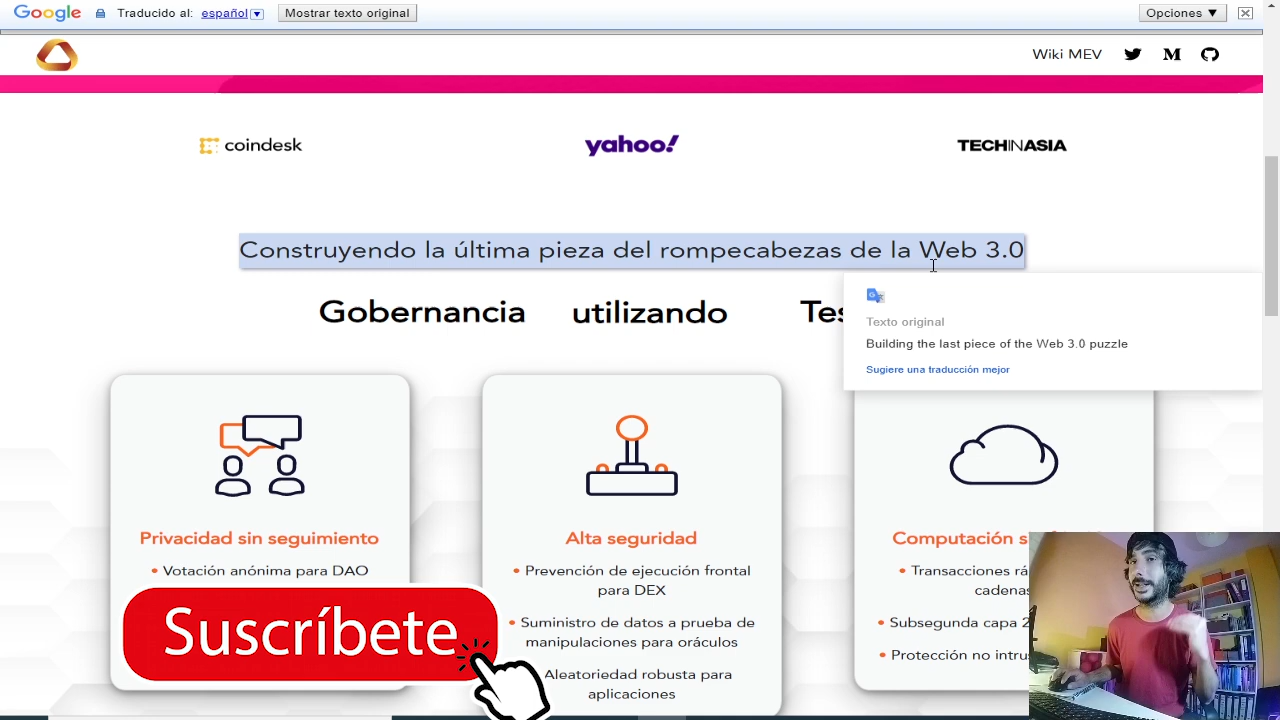 Google Traducido al: español Mostrar texto original Opciones ▼
Wiki MEV
coindesk yahoo! TECHINASIA
Construyendo la última pieza del rompecabezas de la Web 3.0
Gobernancia utilizando
Texto original
Building the last piece of the Web 3.0 puzzle
Sugiere una traducción mejor
Privacidad sin seguimiento
• Votación anónima para DAO
Suscríbete
Alta seguridad
• Prevención de ejecución frontal
para DEX
• Suministro de datos a prueba de
manipulaciones para oráculos
Aleatoriedad robusta para
aplicaciones
Computación
• Transacciones
• Subsegunda capa 2
• Protección no